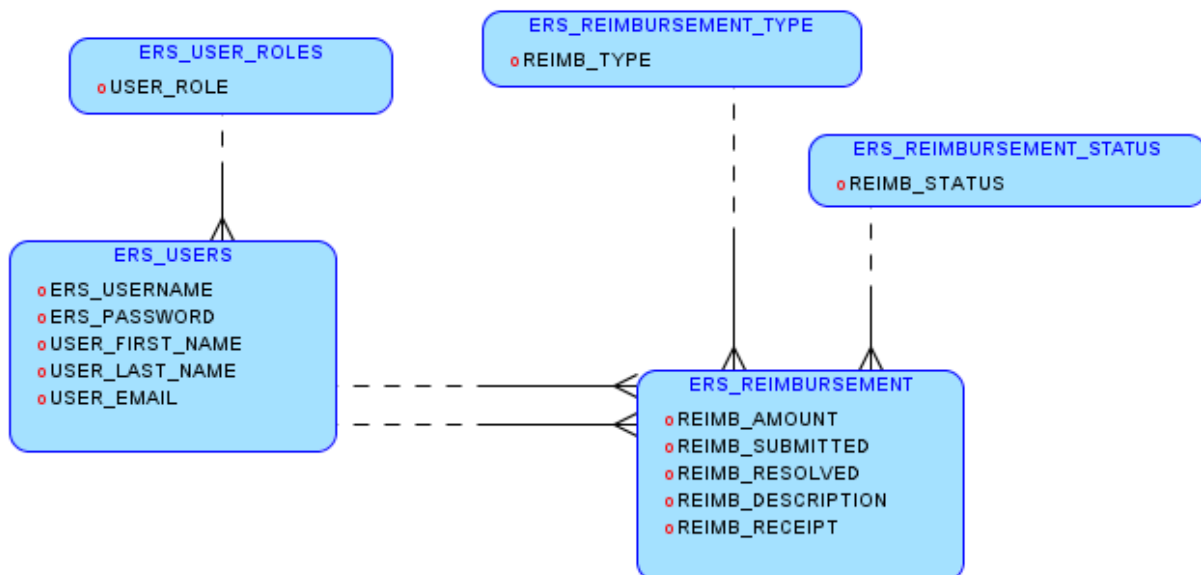 ERS_USER_ROLES
o USER_ROLE
ERS_REIMBURSEMENT_TYPE
o REIMB_TYPE
ERS_REIMBURSEMENT_STATUS
o REIMB_STATUS
ERS_USERS
o ERS_USERNAME
o ERS_PASSWORD
o USER_FIRST_NAME
o USER_LAST_NAME
o USER_EMAIL
ERS_REIMBURSEMENT
o REIMB_AMOUNT
o REIMB_SUBMITTED
o REIMB_RESOLVED
o REIMB_DESCRIPTION
o REIMB_RECEIPT